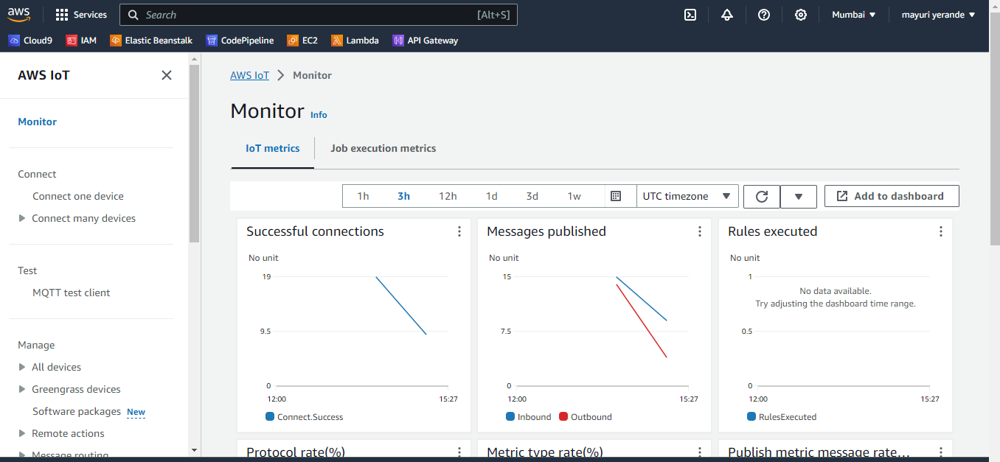 aws
Services
Search [Alt+S]
Mumbai
mayuri yerande
Cloud9 IAM Elastic Beanstalk CodePipeline EC2 Lambda API Gateway
AWS IoT
Monitor
Connect
Connect one device
Connect many devices
Test
MQTT test client
Manage
All devices
Greengrass devices
Software packages New
Remote actions
Message routing
AWS IoT > Monitor
Monitor Info
IoT metrics
Job execution metrics
1h 3h 12h 1d 3d 1w UTC timezone Add to dashboard
Successful connections
No unit
19
9.5
0
12:00 15:27
Connect.Success
Messages published
No unit
15
7.5
0
12:00 15:27
Inbound Outbound
Rules executed
No unit
1
No data available.
Try adjusting the dashboard time range.
0.5
0
12:00 15:27
RulesExecuted
Protocol rate(%)
Metric type rate(%)
Publish metric message rate...